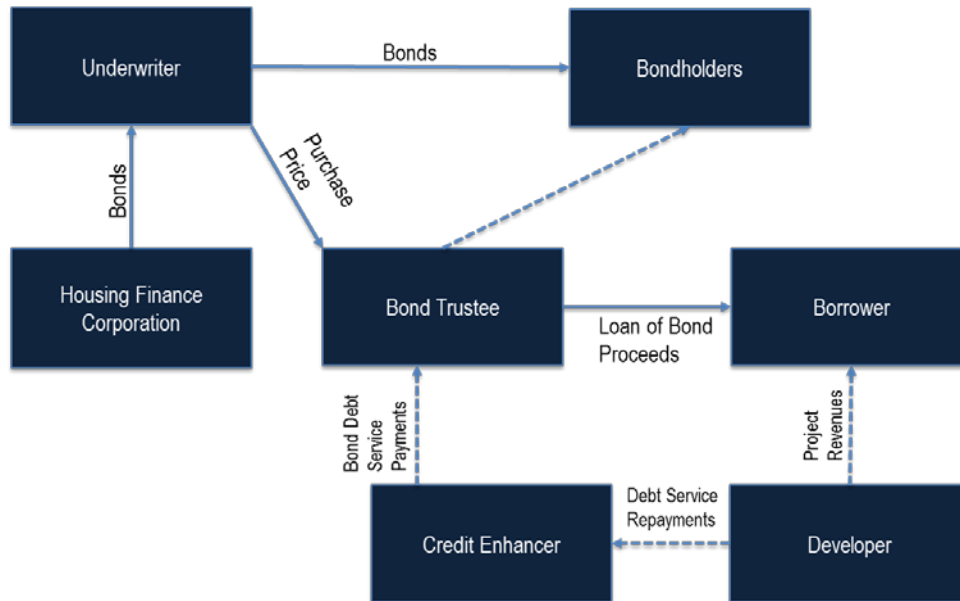 Underwriter
Bonds
Bondholders
Purchase
Price
Bonds
Housing Finance
Corporation
Bond Trustee
Loan of Bond
Proceeds
Borrower
Bond Debt
Service
Payments
Project
Revenues
Credit Enhancer
Debt Service
Repayments
Developer